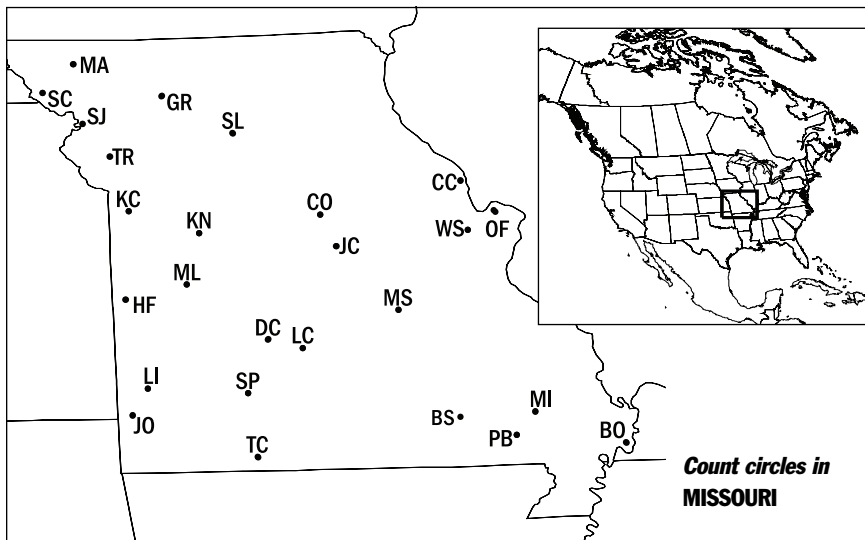 MA
SC
GR
SJ
SL
TR
CC
KC
CO
OF
KN
WS
JC
ML
HF
MS
DC
LC
LI
SP
MI
JO
BS
PB
BO
TC
Count circles in
MISSOURI